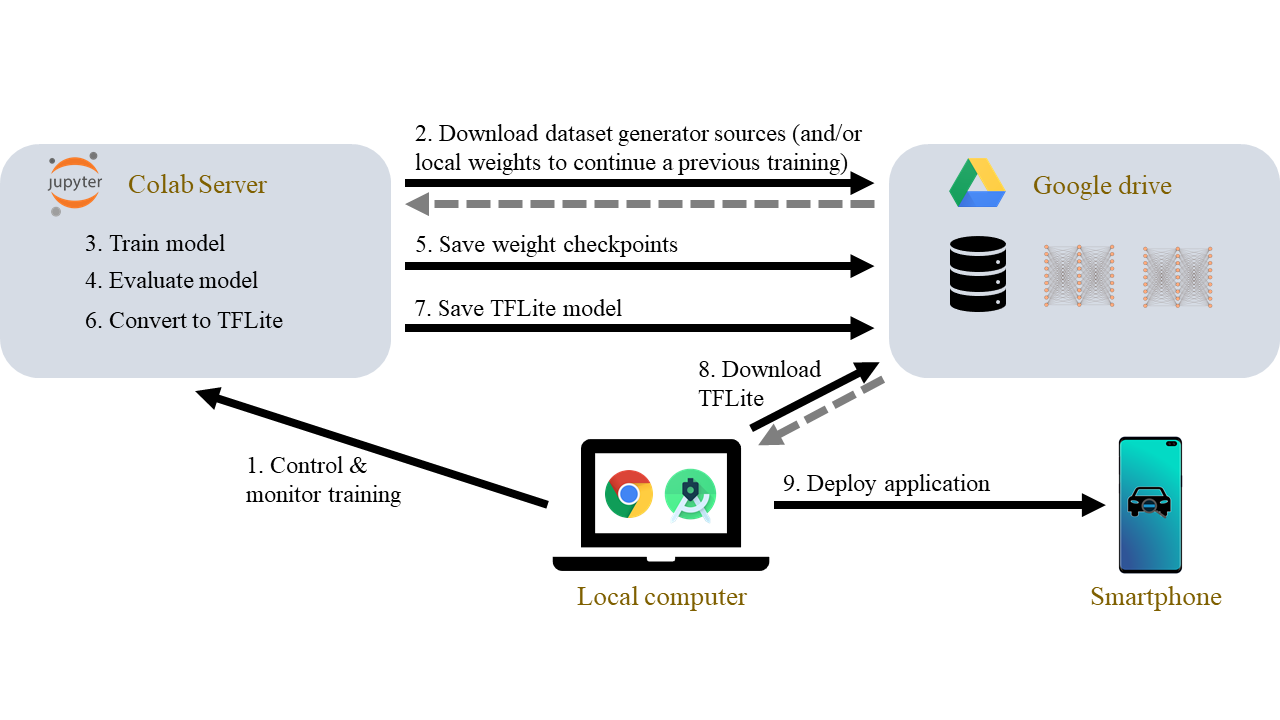 2. Download dataset generator sources (and/or
local weights to continue a previous training)
jupyter
Colab Server
Google drive
3. Train model
4. Evaluate model
6. Convert to TFLite
5. Save weight checkpoints
7. Save TFLite model
8. Download
TFLite
1. Control &
monitor training
9. Deploy application
Local computer
Smartphone